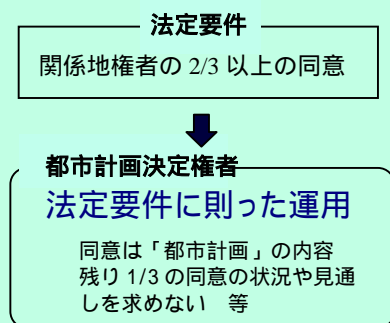 法定要件
関係地権者の 2/3 以上の同意
都市計画決定権者
法定要件に則った運用
同意は「都市計画」の内容
残り 1/3 の同意の状況や見通
しを求めない　等